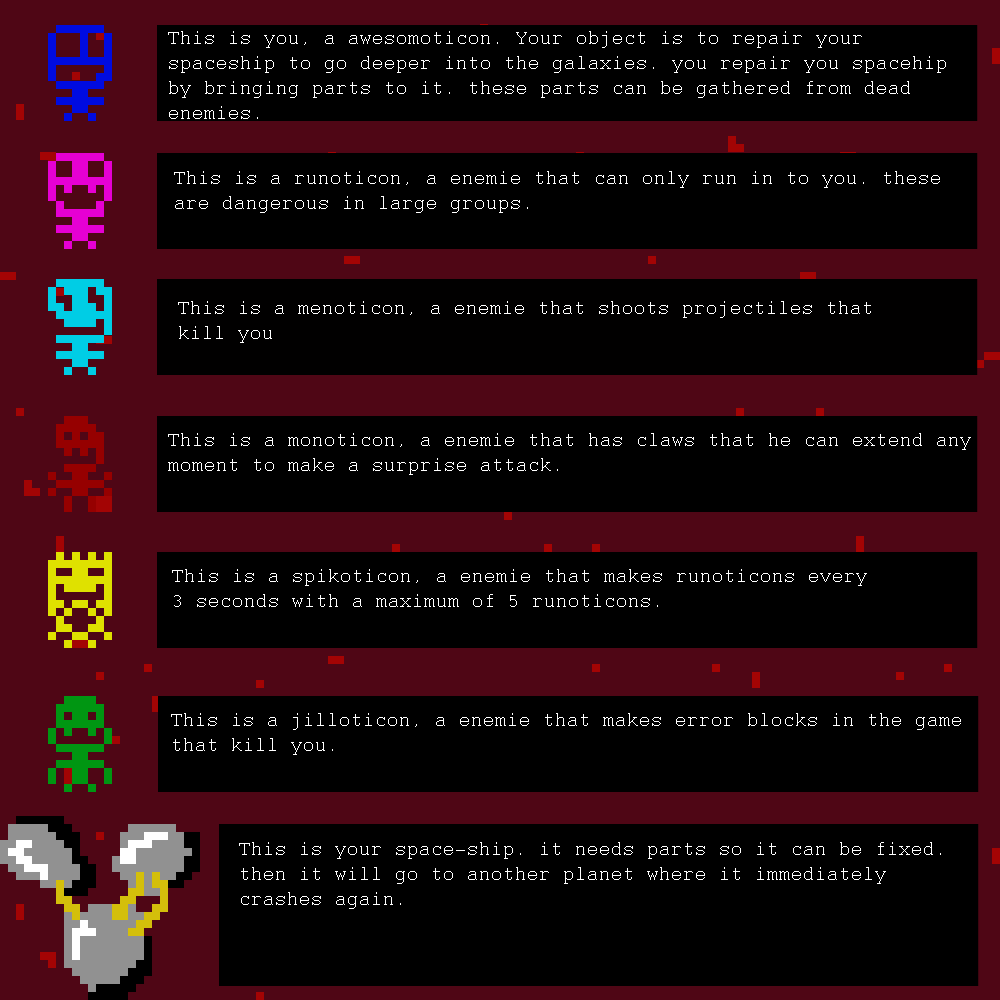 This is you, a awesomoticon. Your object is to repair your
spaceship to go deeper into the galaxies. you repair you spacehip
by bringing parts to it. these parts can be gathered from dead
enemies.
This is a runoticon, a enemie that can only run in to you. these
are dangerous in large groups.
This is a menoticon, a enemie that shoots projectiles that
kill you
This is a monoticon, a enemie that has claws that he can extend any
moment to make a surprise attack.
This is a spikoticon, a enemie that makes runoticons every
3 seconds with a maximum of 5 runoticons.
This is a jilloticon, a enemie that makes error blocks in the game
that kill you.
This is your space-ship. it needs parts so it can be fixed.
then it will go to another planet where it immediately
crashes again.